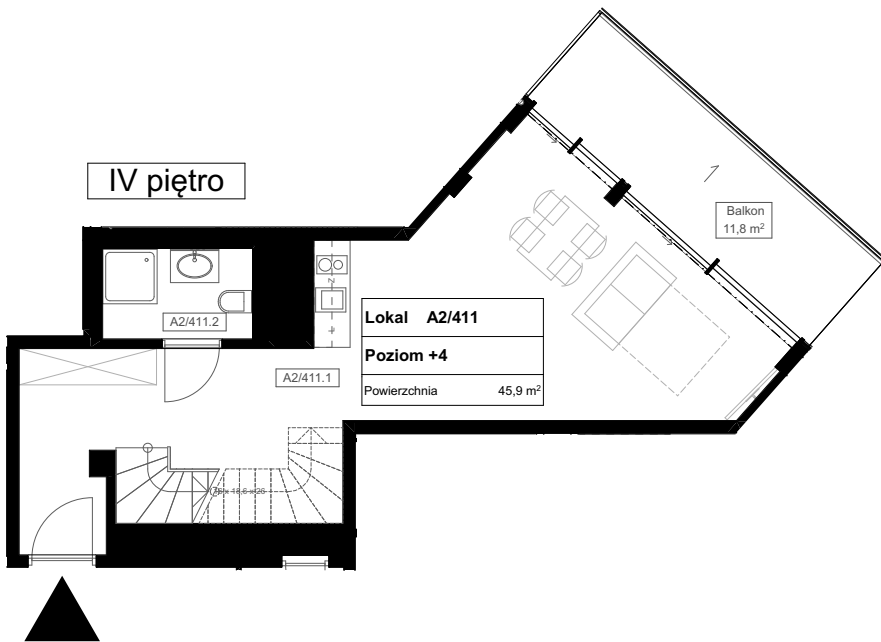 IV piętro
Balkon
11,8 m²
A2/411.2
Lokal A2/411
Poziom +4
Powierzchnia 45,9 m²
A2/411.1